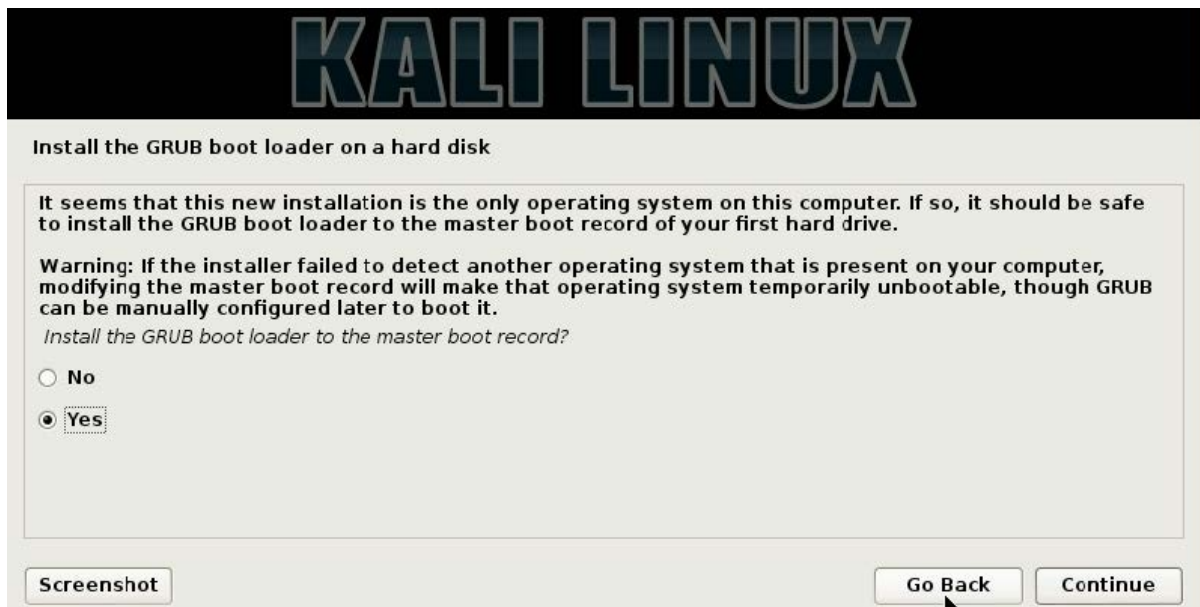 KALI LINUX
Install the GRUB boot loader on a hard disk
It seems that this new installation is the only operating system on this computer. If so, it should be safe
to install the GRUB boot loader to the master boot record of your first hard drive.
Warning: If the installer failed to detect another operating system that is present on your computer,
modifying the master boot record will make that operating system temporarily unbootable, though GRUB
can be manually configured later to boot it.
Install the GRUB boot loader to the master boot record?
No
Yes
Screenshot
Go Back
Continue